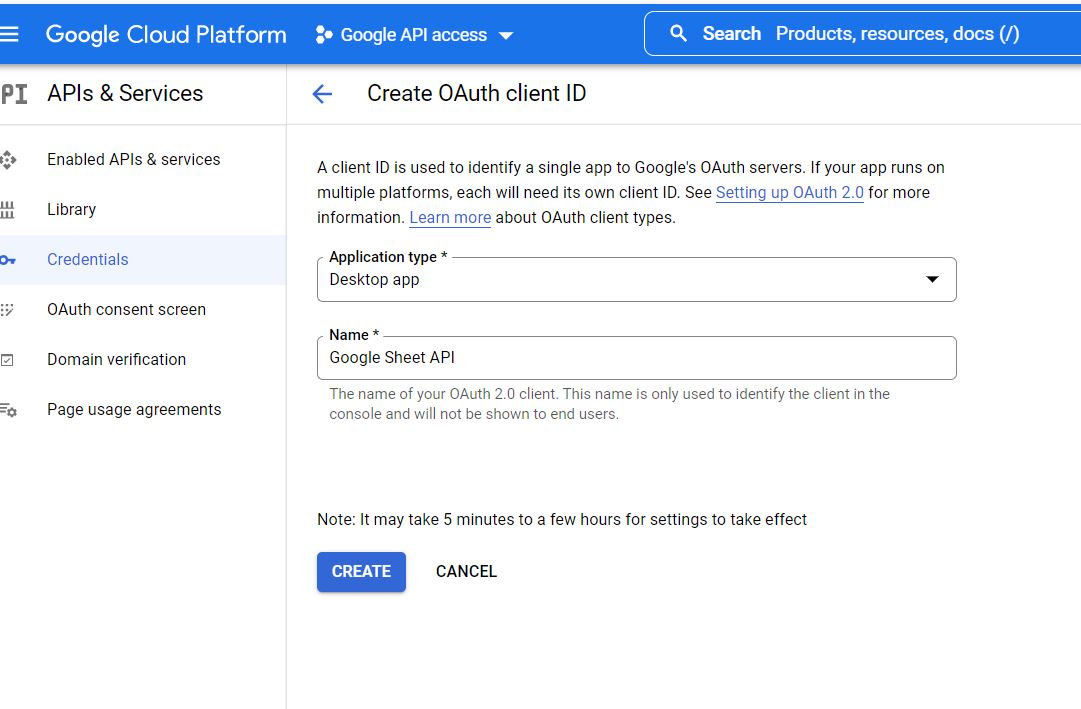 Google Cloud Platform
Google API access
Search Products, resources, docs (/)
PI APIs & Services
Create OAuth client ID
Enabled APIs & services
Library
Credentials
OAuth consent screen
Domain verification
Page usage agreements
A client ID is used to identify a single app to Google's OAuth servers. If your app runs on
multiple platforms, each will need its own client ID. See Setting up OAuth 2.0 for more
information. Learn more about OAuth client types.
Application type *
Desktop app
Name *
Google Sheet API
The name of your OAuth 2.0 client. This name is only used to identify the client in the
console and will not be shown to end users.
Note: It may take 5 minutes to a few hours for settings to take effect
CREATE
CANCEL